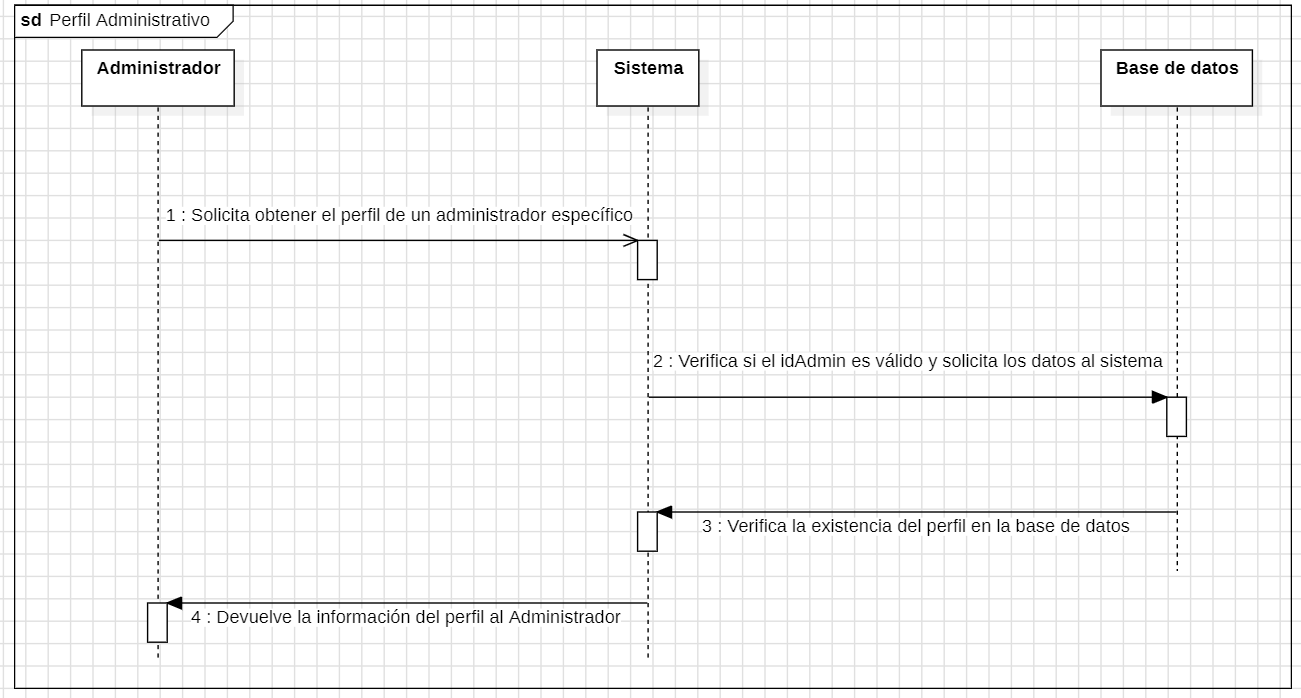 sd Perfil Administrativo
Administrador
Sistema
Base de datos
1 : Solicita obtener el perfil de un administrador específico
2 : Verifica si el idAdmin es válido y solicita los datos al sistema
3 : Verifica la existencia del perfil en la base de datos
4 : Devuelve la información del perfil al Administrador